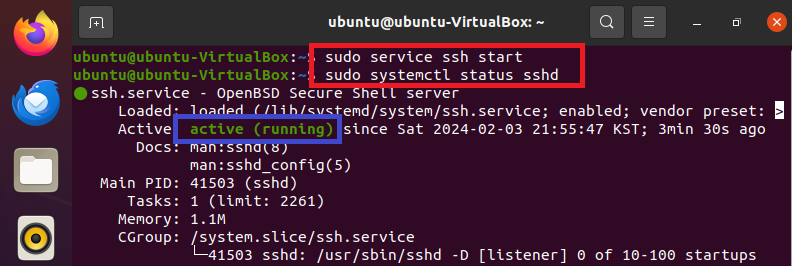 ubuntu@ubuntu-VirtualBox: ~
ubuntu@ubuntu-VirtualBox:~$ sudo service ssh start
ubuntu@ubuntu-VirtualBox:~$ sudo systemctl status sshd
● ssh.service - OpenBSD Secure Shell server
Loaded: loaded (/lib/systemd/system/ssh.service; enabled; vendor preset: >
Active: active (running) since Sat 2024-02-03 21:55:47 KST; 3min 30s ago
Docs: man:sshd(8)
man:sshd_config(5)
Main PID: 41503 (sshd)
Tasks: 1 (limit: 2261)
Memory: 1.1M
CGroup: /system.slice/ssh.service
└─41503 sshd: /usr/sbin/sshd -D [listener] 0 of 10-100 startups